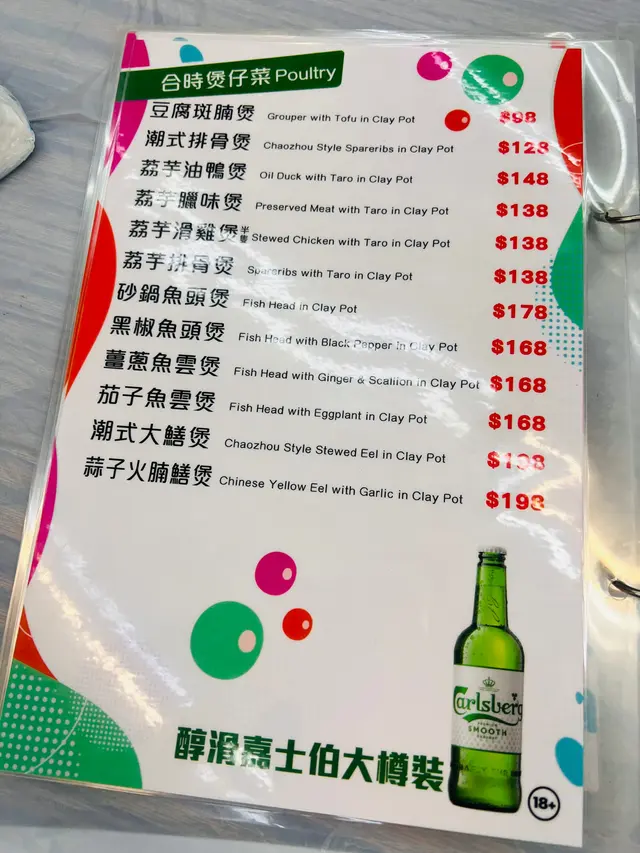 合時煲仔菜 Poultry
豆腐斑腩煲 Grouper with Tofu in Clay Pot $98
潮式排骨煲 Chaozhou Style Spareribs in Clay Pot $128
荔芋油鴨煲 Oil Duck with Taro in Clay Pot $148
荔芋臘味煲 Preserved Meat with Taro in Clay Pot $138
荔芋滑雞煲半隻 Stewed Chicken with Taro in Clay Pot $138
荔芋排骨煲 Spareribs with Taro in Clay Pot $138
砂鍋魚頭煲 Fish Head in Clay Pot $178
黑椒魚頭煲 Fish Head with Black Papper in Clay Pot $168
薑蔥魚雲煲 Fish Head with Ginger & Scallion in Clay Pot $168
茄子魚雲煲 Fish Head with Eggplant in Clay Pot $168
潮式大鱔煲 Chaozhou Style Stewed Eel in Clay Pot
蒜子火腩鱔煲 Chinese Yellow Eel with Garlic in Clay Pot $198
Carlsberg
SMOOTH
醇滑嘉士伯大樽裝
18+